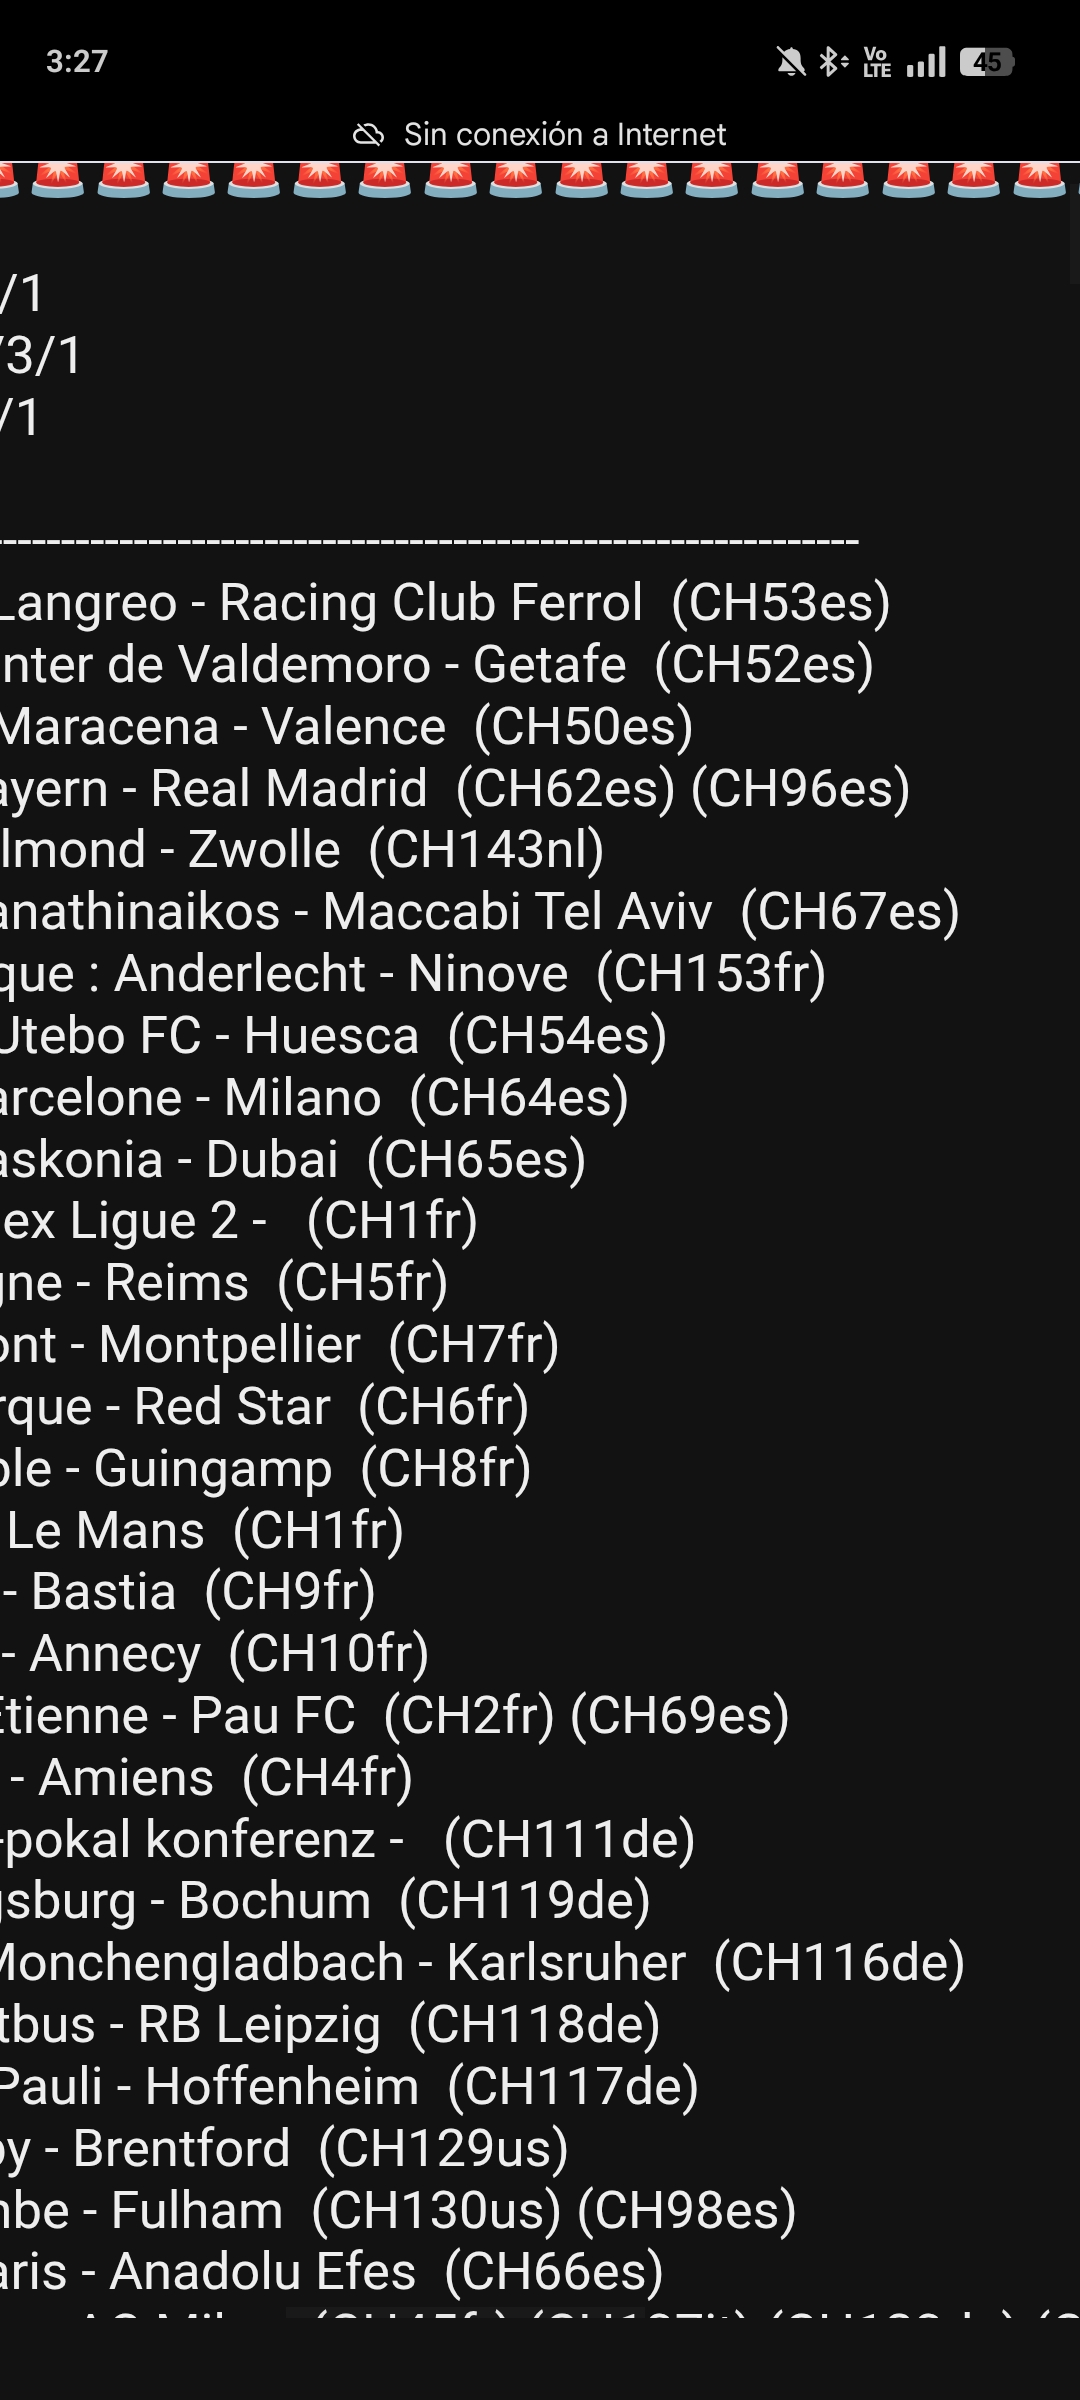 3:27
Vo LTE
45
Sin conexión a Internet
/1
/3/1
/1
-----------------------------------------------------------
Langreo - Racing Club Ferrol (CH53es)
nter de Valdemoro - Getafe (CH52es)
Maracena - Valence (CH50es)
ayern - Real Madrid (CH62es) (CH96es)
lmond - Zwolle (CH143nl)
anathinaikos - Maccabi Tel Aviv (CH67es)
que : Anderlecht - Ninove (CH153fr)
Utebo FC - Huesca (CH54es)
arcelone - Milano (CH64es)
askonia - Dubai (CH65es)
ex Ligue 2 - (CH1fr)
gne - Reims (CH5fr)
ont - Montpellier (CH7fr)
rque - Red Star (CH6fr)
ble - Guingamp (CH8fr)
Le Mans (CH1fr)
- Bastia (CH9fr)
- Annecy (CH10fr)
Etienne - Pau FC (CH2fr) (CH69es)
- Amiens (CH4fr)
-pokal konferenz - (CH111de)
gsburg - Bochum (CH119de)
Monchengladbach - Karlsruher (CH116de)
tbus - RB Leipzig (CH118de)
Pauli - Hoffenheim (CH117de)
by - Brentford (CH129us)
mbe - Fulham (CH130us) (CH98es)
aris - Anadolu Efes (CH66es)